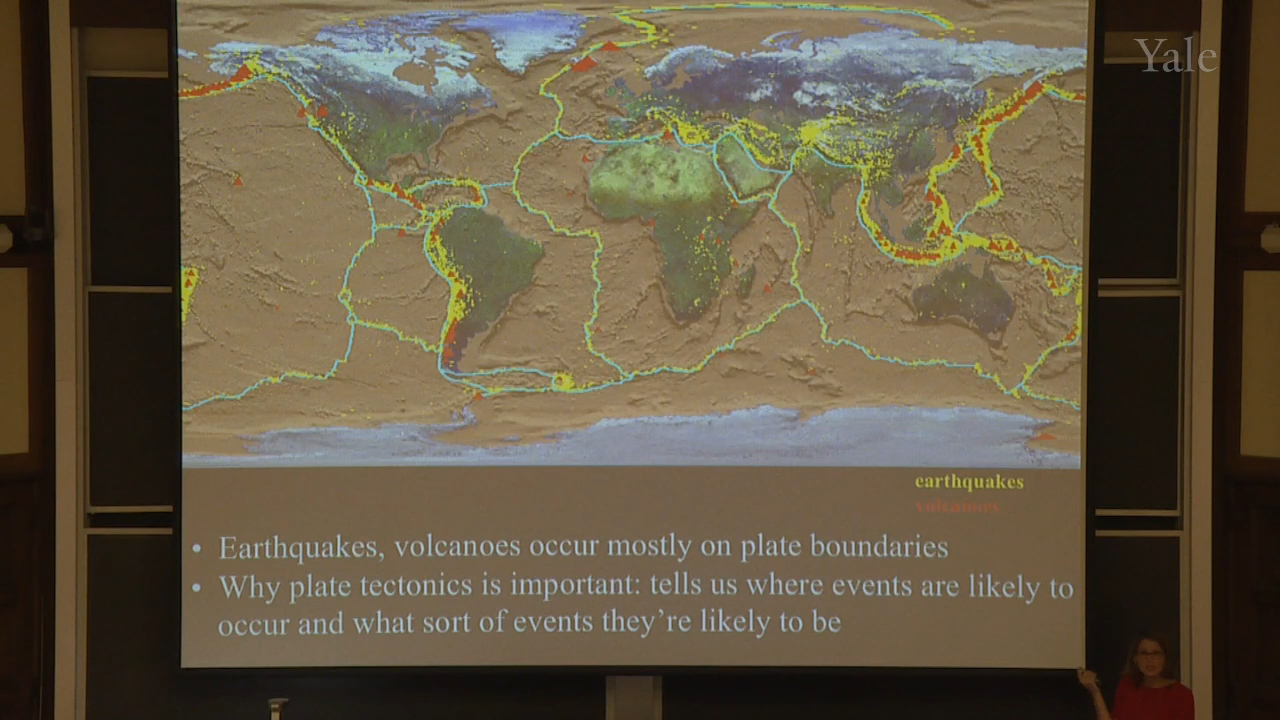 Yale
earthquakes
volcanoes
• Earthquakes, volcanoes occur mostly on plate boundaries
• Why plate tectonics is important: tells us where events are likely to
occur and what sort of events they're likely to be